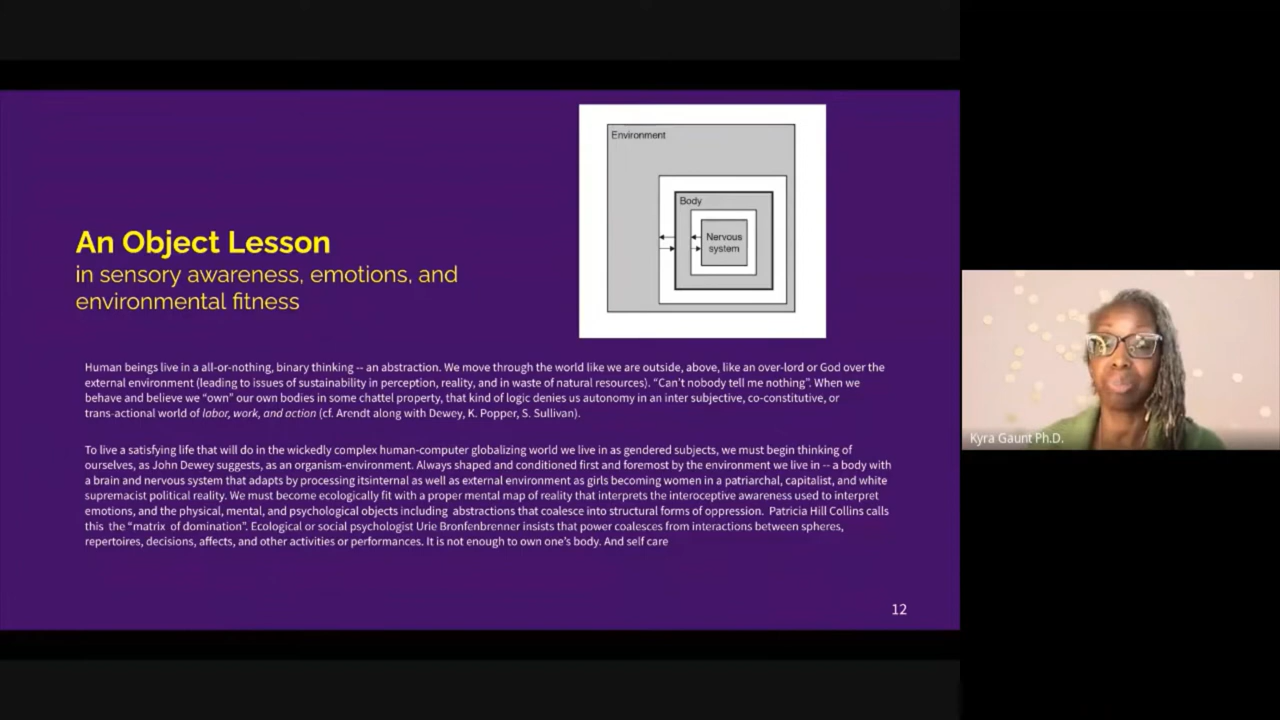 An Object Lesson
in sensory awareness, emotions, and
environmental fitness
Environment
Body
Nervous
system
Human beings live in a all-or-nothing, binary thinking -- an abstraction. We move through the world like we are outside, above, like an over-lord or God over the
external environment (leading to issues of sustainability in perception, reality, and in waste of natural resources). “Can't nobody tell me nothing”. When we
behave and believe we “own” our own bodies in some chattel property, that kind of logic denies us autonomy in an inter subjective, co-constitutive, or
trans-actional world of labor, work, and action (cf. Arendt along with Dewey, K. Popper, S. Sullivan).
To live a satisfying life that will do in the wickedly complex human-computer globalizing world we live in as gendered subjects, we must begin thinking of
ourselves, as John Dewey suggests, as an organism-environment. Always shaped and conditioned first and foremost by the environment we live in -- a body with
a brain and nervous system that adapts by processing itsinternal as well as external environment as girls becoming women in a patriarchal, capitalist, and white
supremacist political reality. We must become ecologically fit with a proper mental map of reality that interprets the interoceptive awareness used to interpret
emotions, and the physical, mental, and psychological objects including abstractions that coalesce into structural forms of oppression. Patricia Hill Collins calls
this the “matrix of domination”. Ecological or social psychologist Urie Bronfenbrenner insists that power coalesces from interactions between spheres,
repertoires, decisions, affects, and other activities or performances. It is not enough to own one's body. And self care
12
Kyra Gaunt Ph.D.